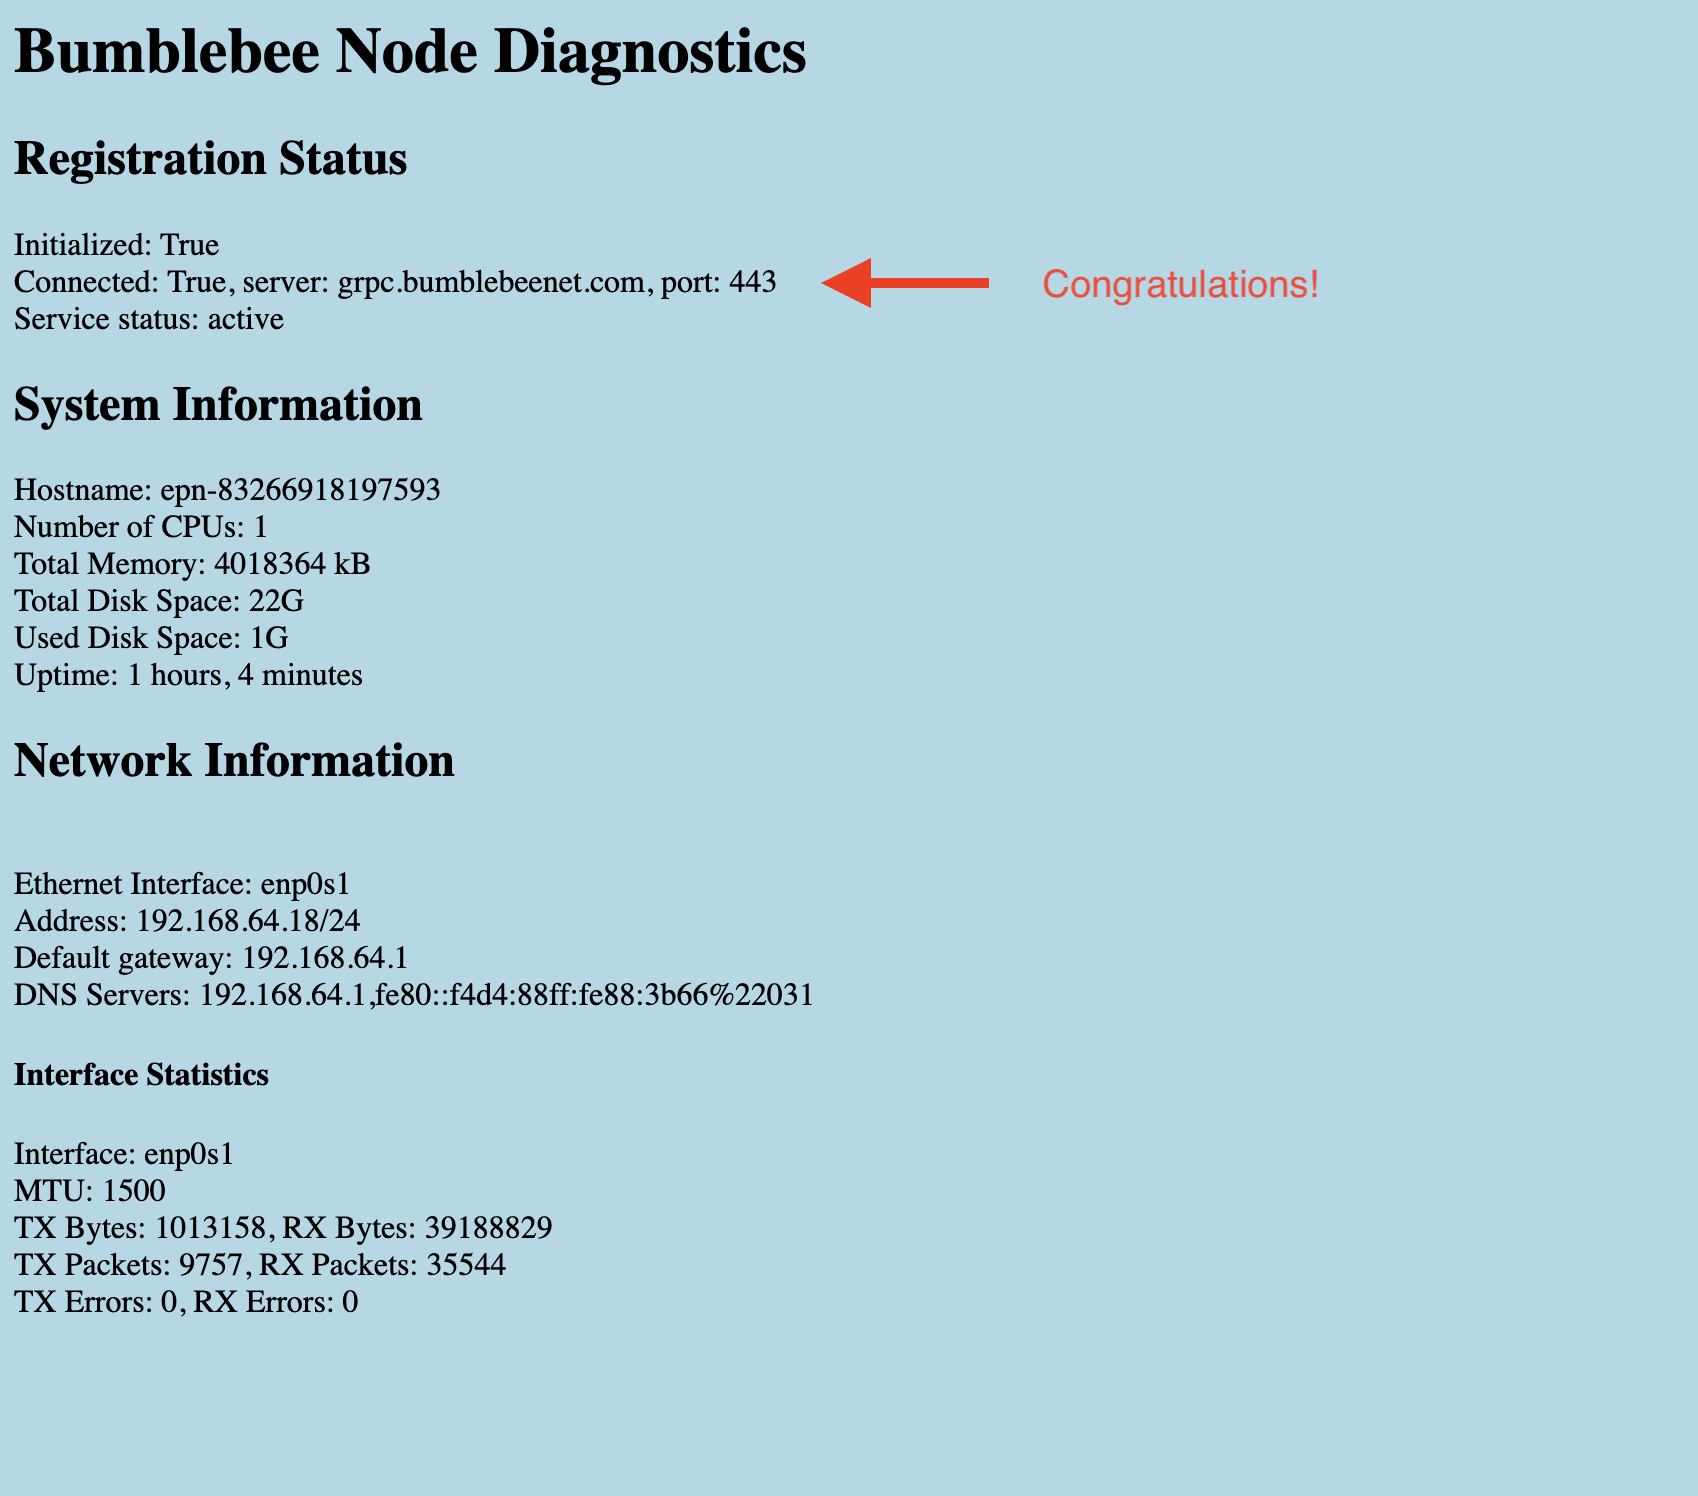 Bumblebee Node Diagnostics
Registration Status
Initialized: True
Connected: True, server: grpc.bumblebeenet.com, port: 443
Congratulations!
Service status: active
System Information
Hostname: epn-83266918197593
Number of CPUs: 1
Total Memory: 4018364 kB
Total Disk Space: 22G
Used Disk Space: 1G
Uptime: 1 hours, 4 minutes
Network Information
Ethernet Interface: enp0s1
Address: 192.168.64.18/24
Default gateway: 192.168.64.1
DNS Servers: 192.168.64.1,fe80::f4d4:88ff:fe88:3b66%22031
Interface Statistics
Interface: enp0s1
MTU: 1500
TX Bytes: 1013158, RX Bytes: 39188829
TX Packets: 9757, RX Packets: 35544
TX Errors: 0, RX Errors: 0